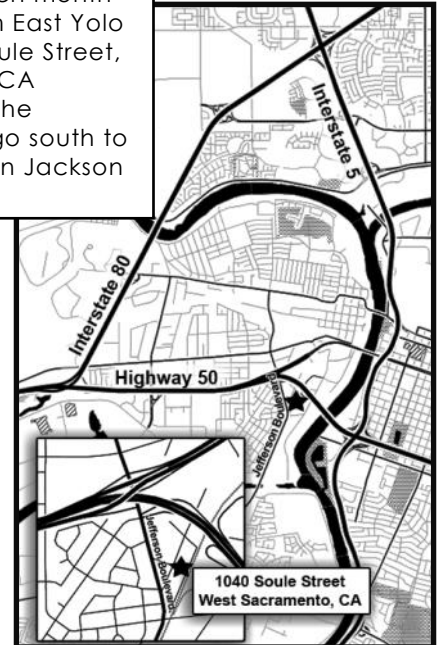 East Yolo
ule Street,
CA
he
go south to
n Jackson
Interstate 5
Interstate 80
Highway 50
Jefferson Boulevard
Jefferson Boulevard
1040 Soule Street
West Sacramento, CA